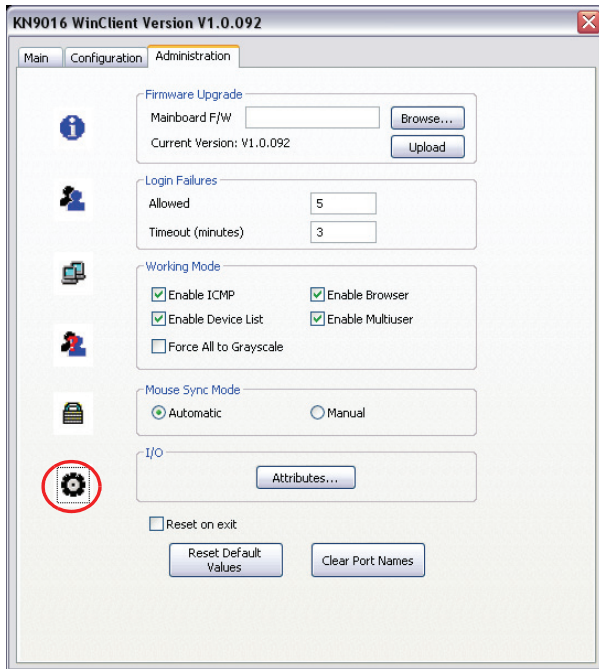 KN9016 WinClient Version V1.0.092
Main Configuration Administration
Firmware Upgrade
Mainboard F/W Browse...
Current Version: V1.0.092 Upload
Login Failures
Allowed 5
Timeout (minutes) 3
Working Mode
Enable ICMP Enable Browser
Enable Device List Enable Multiuser
Force All to Grayscale
Mouse Sync Mode
Automatic Manual
I/O
Attributes...
Reset on exit
Reset Default
Values
Clear Port Names